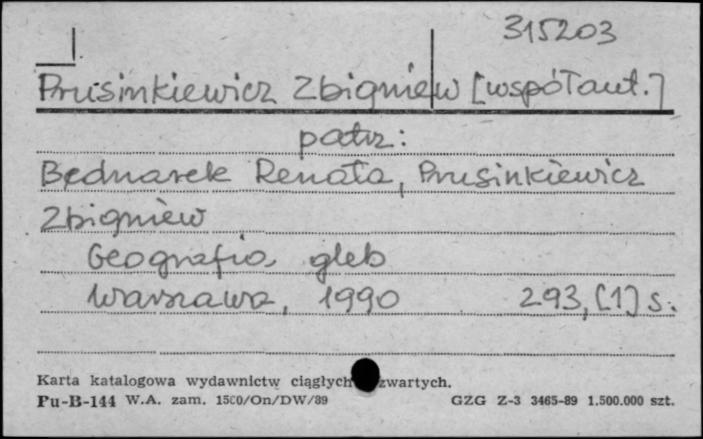 315203
Prusinkiewicz Zbigniew [współaut.]
patrz:
Bednarek Renata, Prusinkiewicz
Zbigniew
Geografia gleb
Warszawa, 1990 293, [1] s.
Karta katalogowa wydawnictw ciągłych zwartych.
Pu-B-144 W.A. zam. 1500/On/DW/89 GZG Z-3 3465-89 1.500.000 szt.